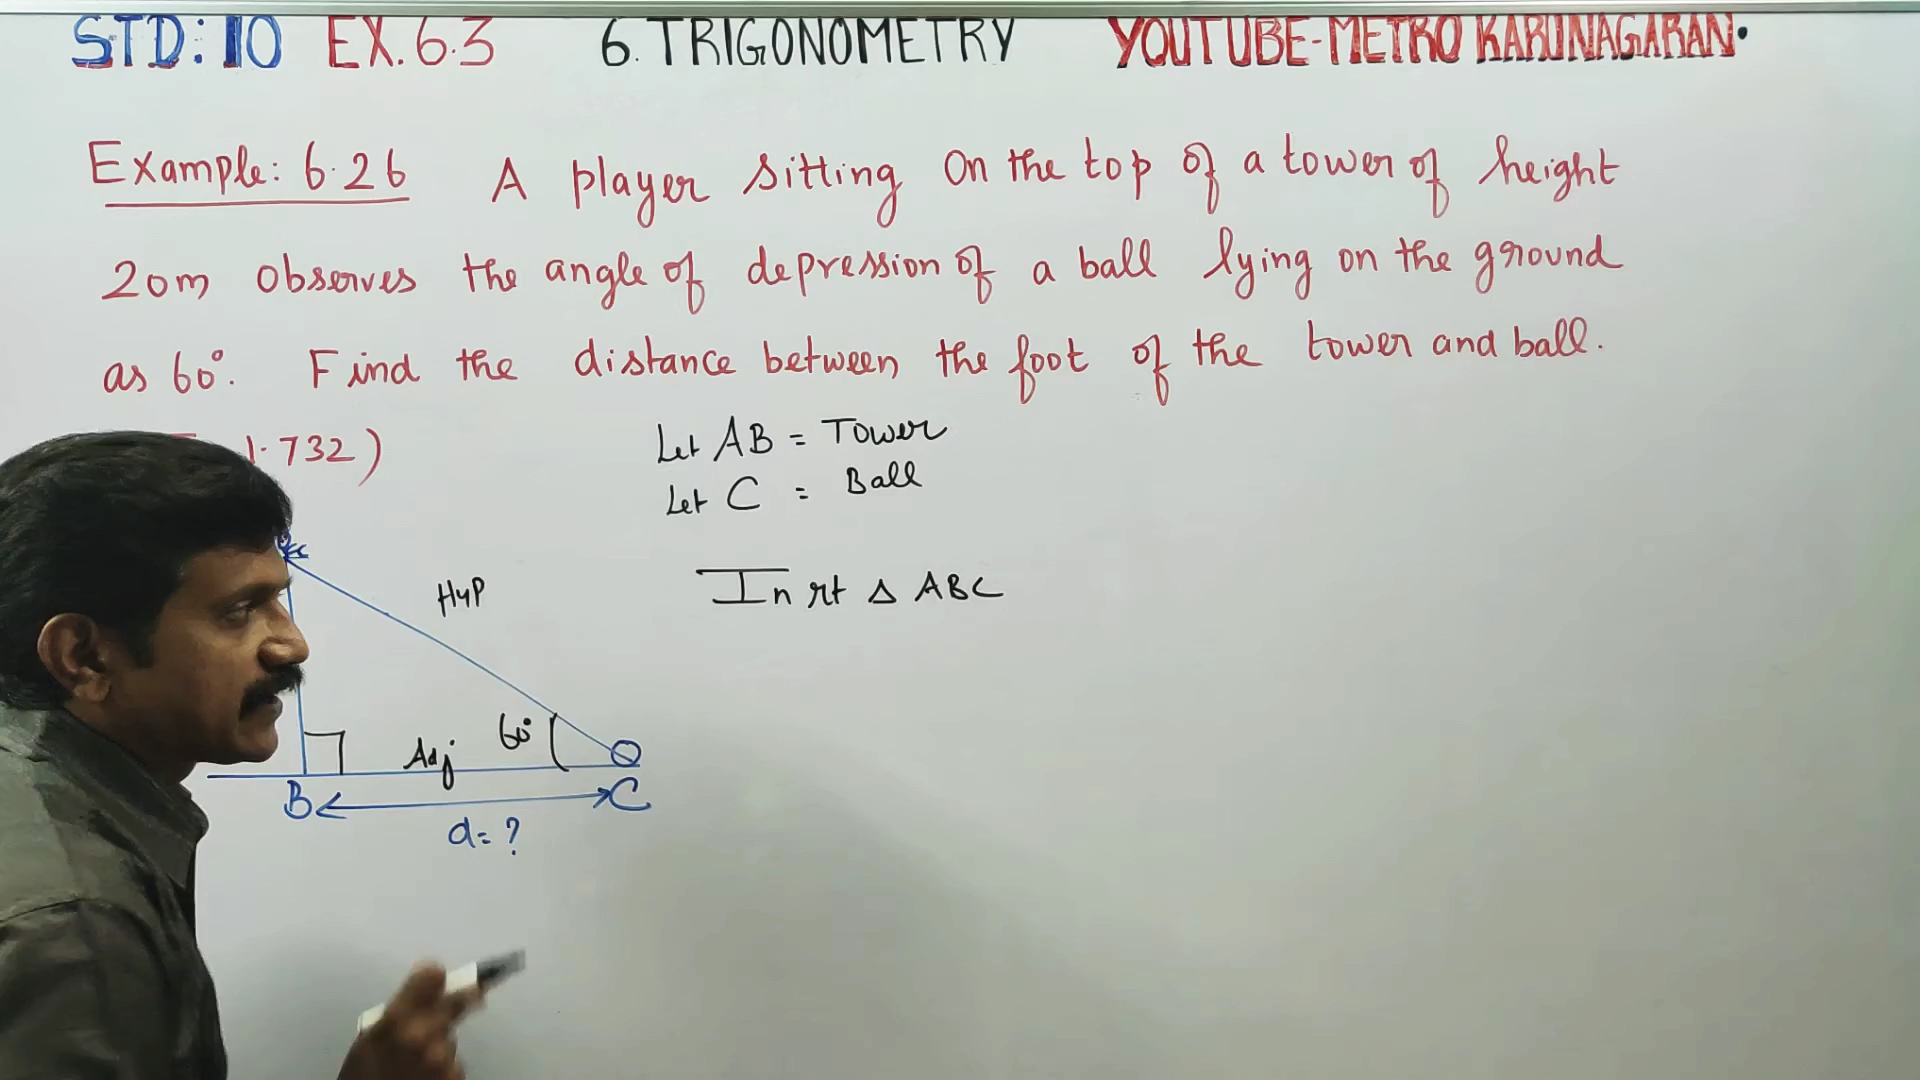 STD: 10 EX.6.3 6. TRIGONOMETRY YOUTUBE-METRO KARUNAGARAN.
Example: 6.26 A player sitting On the top of a tower of height
20m observes the angle of depression of a ball lying on the ground
as 60°. Find the distance between the foot of the tower and ball.
1.732)
Let AB = Tower
Let C = Ball
In rt Δ ABC
Hyp
Adj 60°
B C
d = ?